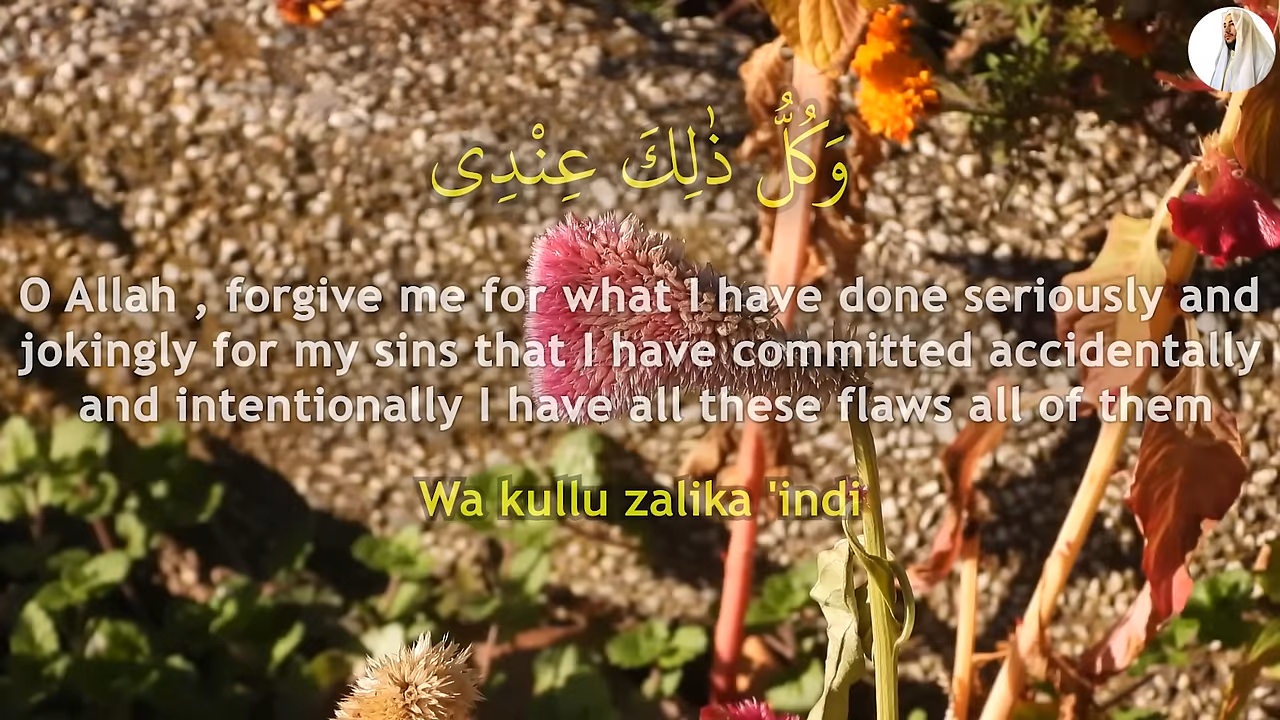 وَكُلُّ ذٰلِكَ عِنْدِی
O Allah , forgive me for what I have done seriously and
jokingly for my sins that I have committed accidentally
and intentionally I have all these flaws all of them
Wa kullu zalika 'indi